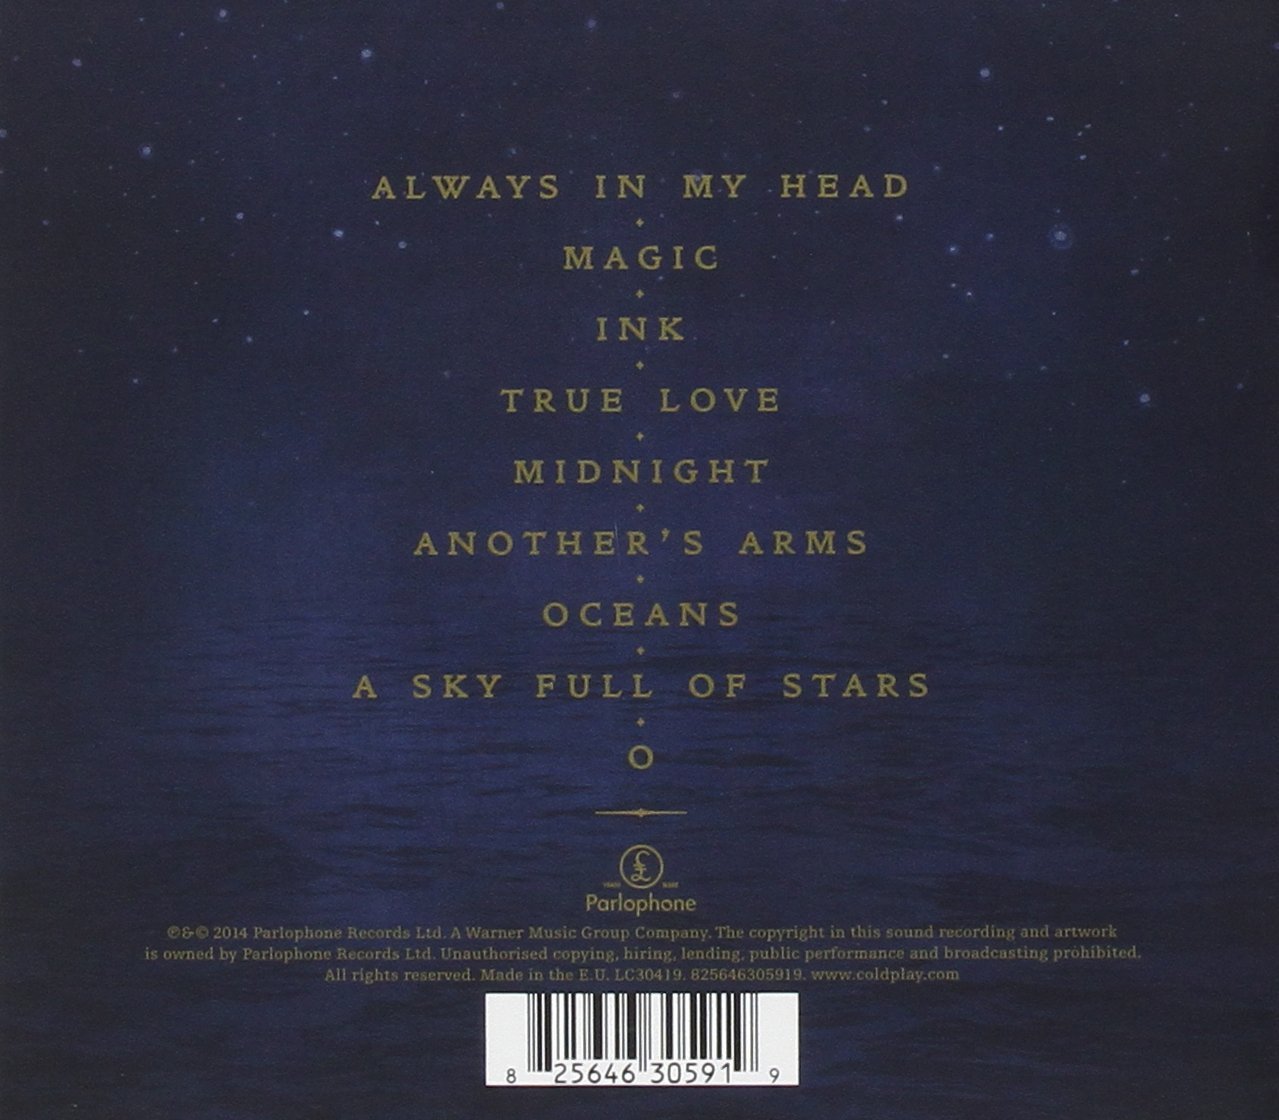 ALWAYS IN MY HEAD
MAGIC
INK
TRUE LOVE
MIDNIGHT
ANOTHER'S ARMS
OCEANS
A SKY FULL OF STARS
O
£
TRADE MARK
Parlophone
℗&© 2014 Parlophone Records Ltd. A Warner Music Group Company. The copyright in this sound recording and artwork
is owned by Parlophone Records Ltd. Unauthorised copying, hiring, lending, public performance and broadcasting prohibited.
All rights reserved. Made in the E.U. LC30419. 825646305919. www.coldplay.com
8 25646 30591 9